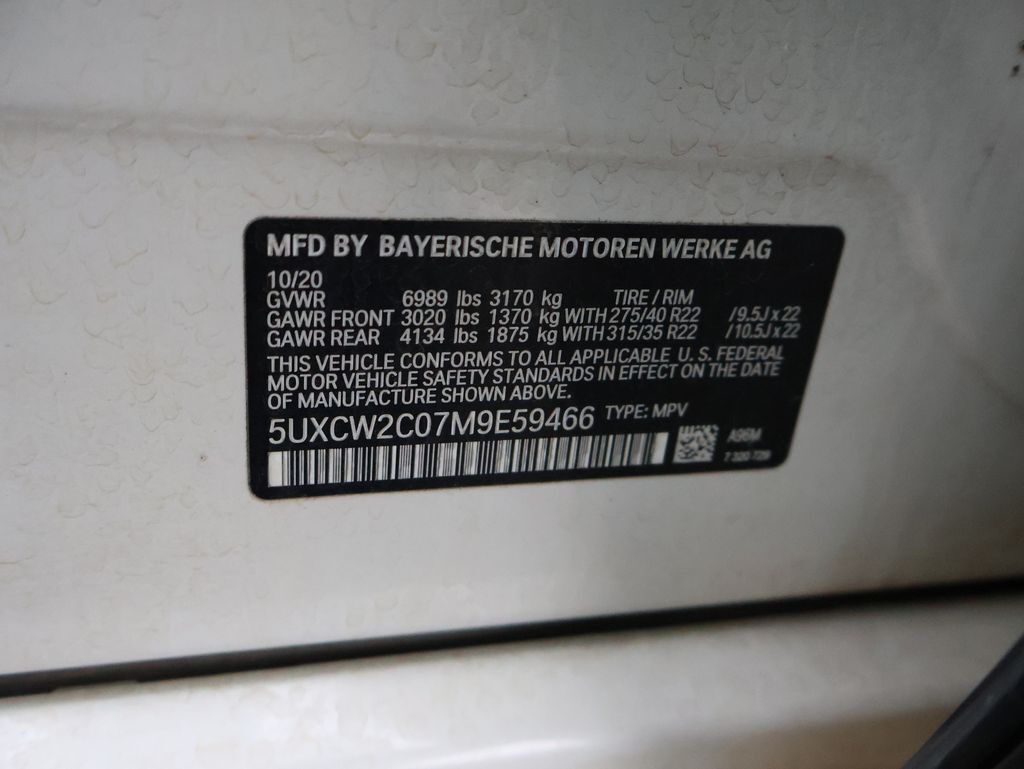 MFD BY BAYERISCHE MOTOREN WERKE AG
10/20
GVWR 6989 lbs 3170 kg TIRE / RIM
GAWR FRONT 3020 lbs 1370 kg WITH 275/40 R22 /9.5J x 22
GAWR REAR 4134 lbs 1875 kg WITH 315/35 R22 /10.5J x 22
THIS VEHICLE CONFORMS TO ALL APPLICABLE U. S. FEDERAL
MOTOR VEHICLE SAFETY STANDARDS IN EFFECT ON THE DATE
OF MANUFACTURE SHOWN ABOVE.
5UXCW2C07M9E59466 TYPE: MPV
A96M